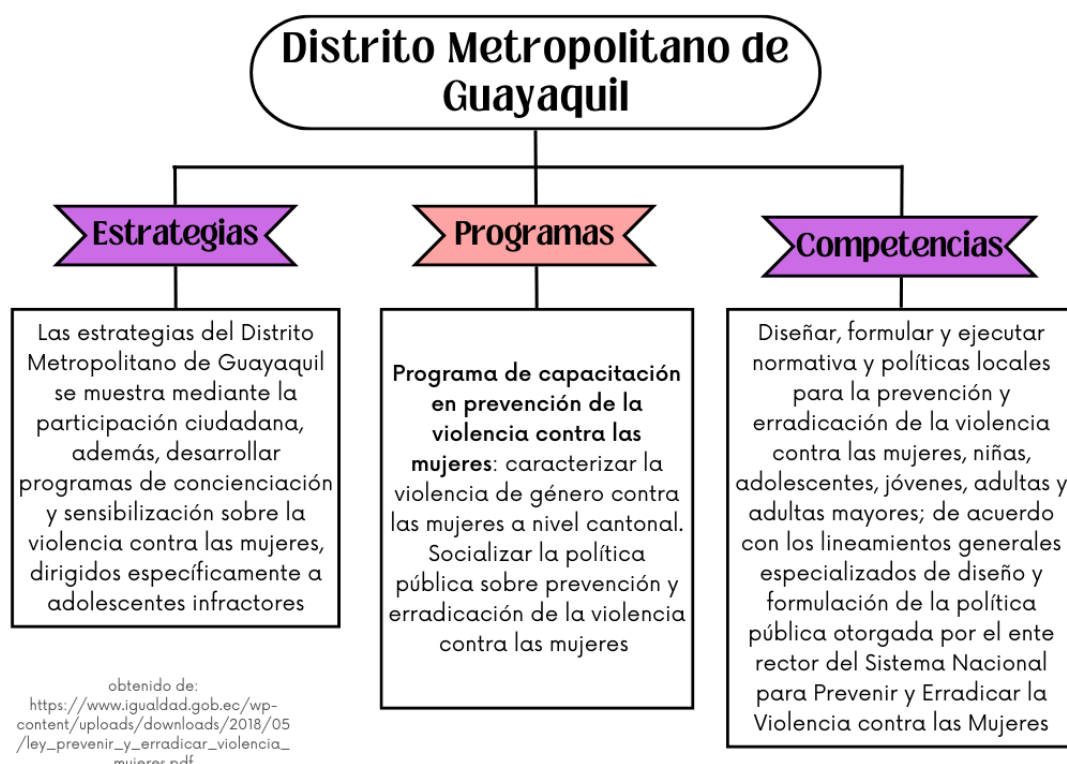 Distrito Metropolitano de
Guayaquil
Estrategias
Las estrategias del Distrito
Metropolitano de Guayaquil
se muestra mediante la
participación ciudadana,
además, desarrollar
programas de concienciación
y sensibilización sobre la
violencia contra las mujeres,
dirigidos específicamente a
adolescentes infractores
Programas
Programa de capacitación
en prevención de la
violencia contra las
mujeres: caracterizar la
violencia de género contra
las mujeres a nivel cantonal.
Socializar la política
pública sobre prevención y
erradicación de la violencia
contra las mujeres
Competencias
Diseñar, formular y ejecutar
normativa y políticas locales
para la prevención y
erradicación de la violencia
contra las mujeres, niñas,
adolescentes, jóvenes, adultas y
adultas mayores; de acuerdo
con los lineamientos generales
especializados de diseño y
formulación de la política
pública otorgada por el ente
rector del Sistema Nacional
para Prevenir y Erradicar la
Violencia contra las Mujeres
obtenido de:
https://www.igualdad.gob.ec/wp-
content/uploads/downloads/2018/05
/ley_prevenir_y_erradicar_violencia_
mujeres.pdf